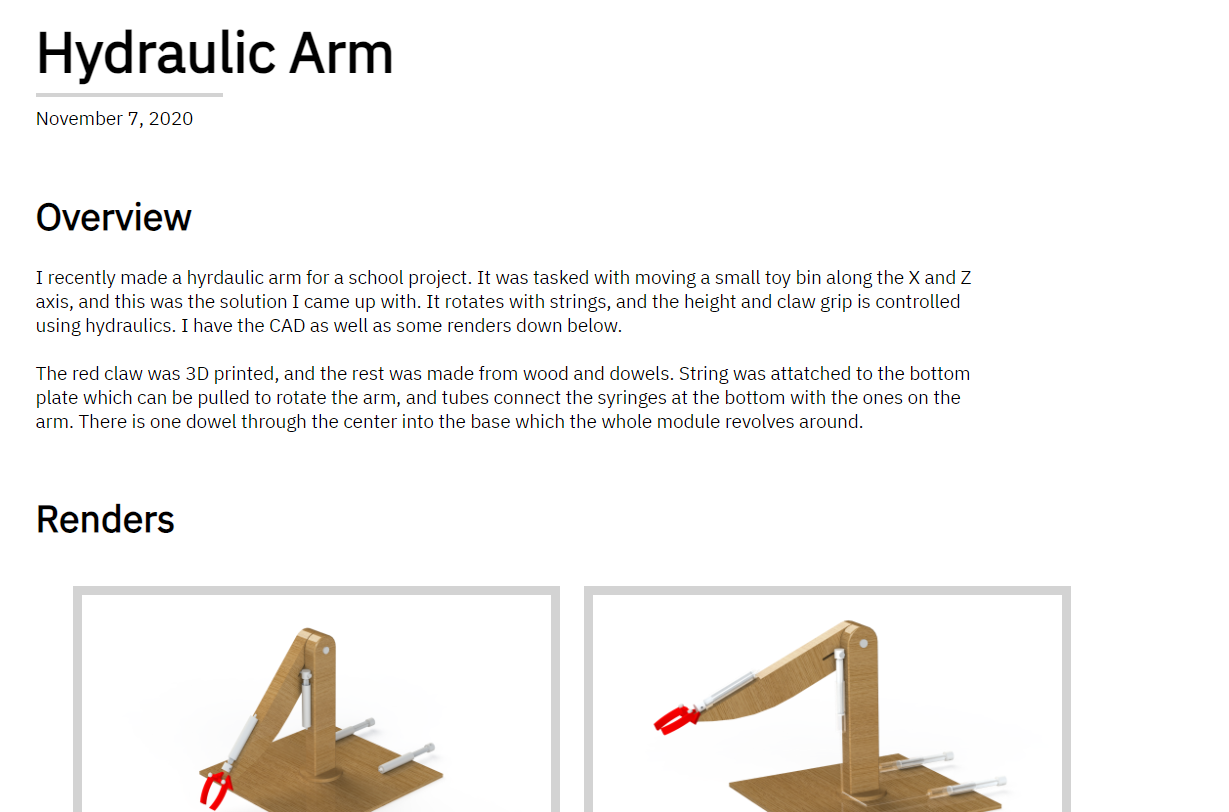 Hydraulic Arm
November 7, 2020
Overview
I recently made a hyrdaulic arm for a school project. It was tasked with moving a small toy bin along the X and Z
axis, and this was the solution I came up with. It rotates with strings, and the height and claw grip is controlled
using hydraulics. I have the CAD as well as some renders down below.
The red claw was 3D printed, and the rest was made from wood and dowels. String was attatched to the bottom
plate which can be pulled to rotate the arm, and tubes connect the syringes at the bottom with the ones on the
arm. There is one dowel through the center into the base which the whole module revolves around.
Renders